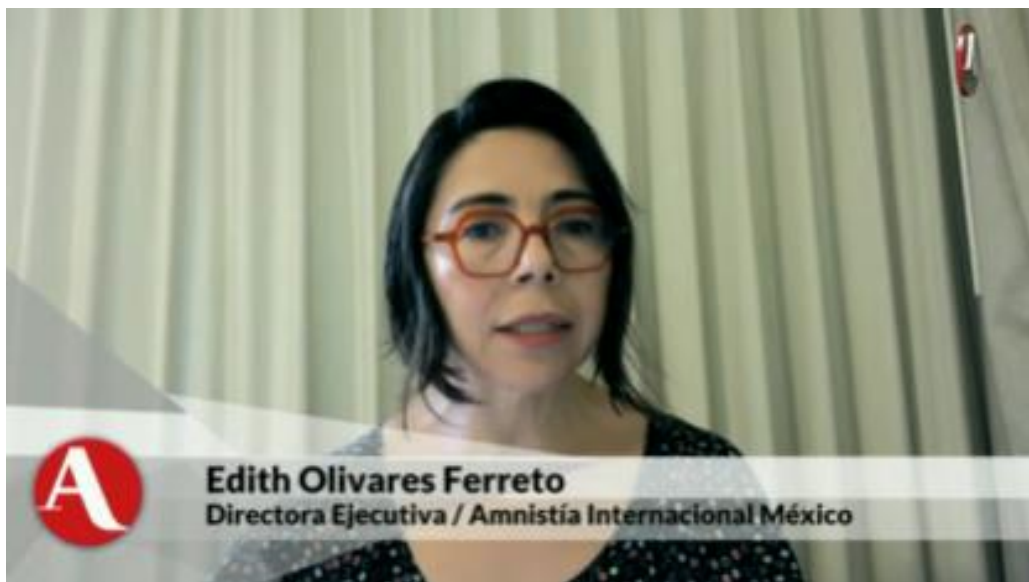 A
Edith Olivares Ferreto
Directora Ejecutiva / Amnistía Internacional México